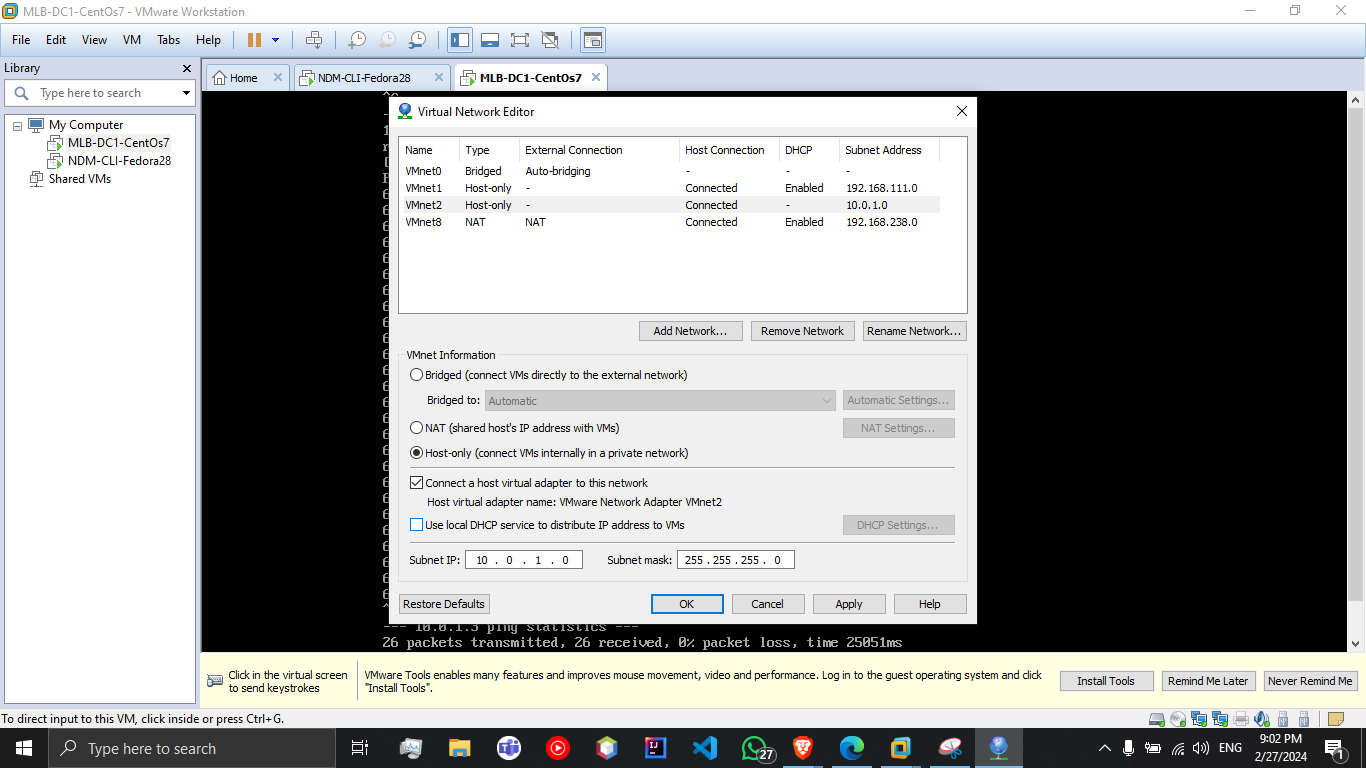 MLB-DC1-CentOs7 - VMware Workstation
File Edit View VM Tabs Help
Library
Type here to search
My Computer
MLB-DC1-CentOs7
NDM-CLI-Fedora28
Shared VMs
Home NDM-CLI-Fedora28 MLB-DC1-CentOs7
Virtual Network Editor
Name Type External Connection Host Connection DHCP Subnet Address
VMnet0 Bridged Auto-bridging - - -
VMnet1 Host-only - Connected Enabled 192.168.111.0
VMnet2 Host-only - Connected - 10.0.1.0
VMnet8 NAT NAT Connected Enabled 192.168.238.0
Add Network... Remove Network Rename Network...
VMnet Information
Bridged (connect VMs directly to the external network)
Bridged to: Automatic Automatic Settings...
NAT (shared host's IP address with VMs) NAT Settings...
Host-only (connect VMs internally in a private network)
Connect a host virtual adapter to this network
Host virtual adapter name: VMware Network Adapter VMnet2
Use local DHCP service to distribute IP address to VMs DHCP Settings...
Subnet IP: 10 . 0 . 1 . 0 Subnet mask: 255 . 255 . 255 . 0
Restore Defaults OK Cancel Apply Help
--- 10.0.1.3 ping statistics ---
26 packets transmitted, 26 received, 0% packet loss, time 25051ms
Click in the virtual screen
to send keystrokes
VMware Tools enables many features and improves mouse movement, video and performance. Log in to the guest operating system and click
"Install Tools".
Install Tools Remind Me Later Never Remind Me
To direct input to this VM, click inside or press Ctrl+G.
Type here to search
27
ENG
9:02 PM
2/27/2024
1